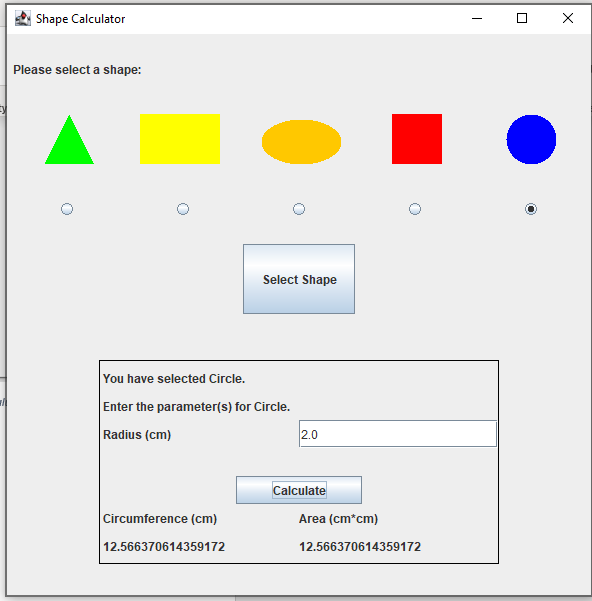 Shape Calculator
Please select a shape:
Select Shape
You have selected Circle.
Enter the parameter(s) for Circle.
Radius (cm) 2.0
Calculate
Circumference (cm) Area (cm*cm)
12.566370614359172 12.566370614359172